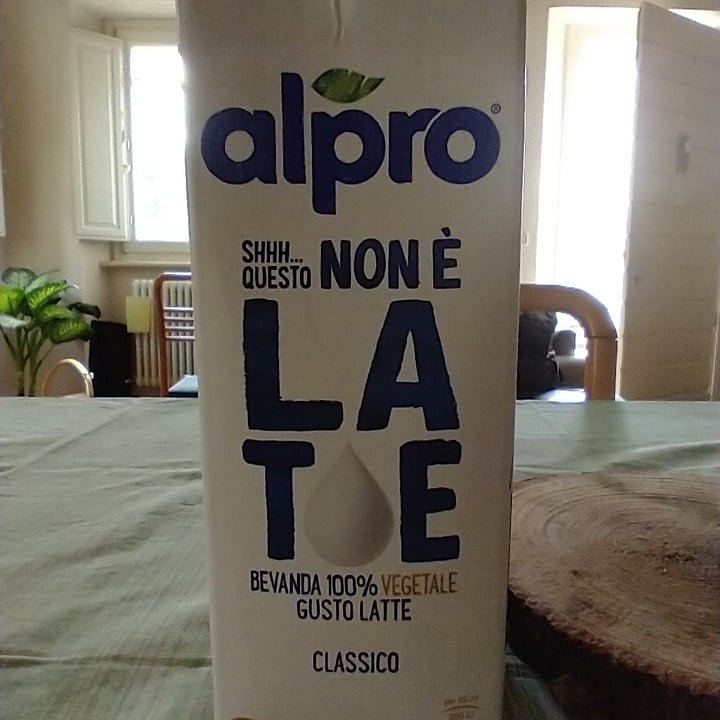 alpro®
SHHH...
QUESTO NON È
LA
TE
BEVANDA 100% VEGETALE
GUSTO LATTE
CLASSICO